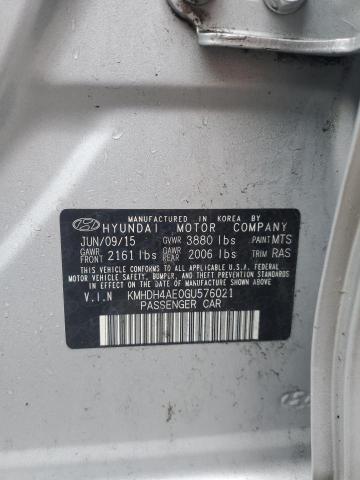 MANUFACTURED IN KOREA BY
HYUNDAI MOTOR COMPANY
JUN/09/15 GVWR 3880 lbs PAINT MTS
GAWR FRONT 2161 lbs GAWR REAR 2006 lbs TRIM RAS
THIS VEHICLE CONFORMS TO ALL APPLICABLE U.S.A. FEDERAL
MOTOR VEHICLE SAFETY, BUMPER, AND THEFT PREVENTION STANDARDS
IN EFFECT ON THE DATE OF MANUFACTURE SHOWN ABOVE.
V.I.N KMHDH4AE0GU576021
PASSENGER CAR